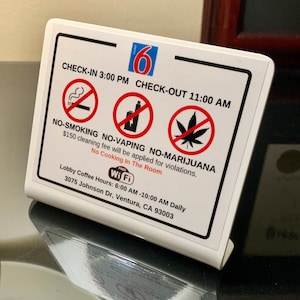 6
CHECK-IN 3:00 PM CHECK-OUT 11:00 AM
NO-SMOKING NO-VAPING NO-MARIJUANA
$150 cleaning fee will be applied for violations.
No Cooking In The Room
WiFi
Lobby Coffee Hours: 6:00 AM -10:00 AM Daily
3075 Johnson Dr, Ventura, CA 93003